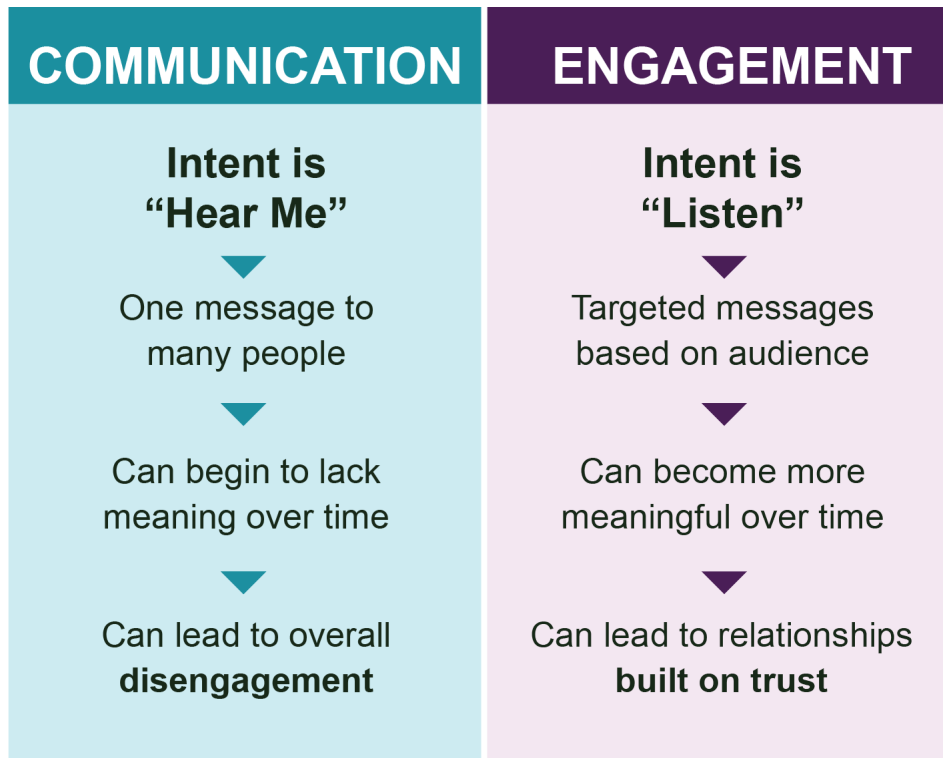 COMMUNICATION
Intent is
“Hear Me”
One message to
many people
Can begin to lack
meaning over time
Can lead to overall
disengagement
ENGAGEMENT
Intent is
“Listen”
Targeted messages
based on audience
Can become more
meaningful over time
Can lead to relationships
built on trust